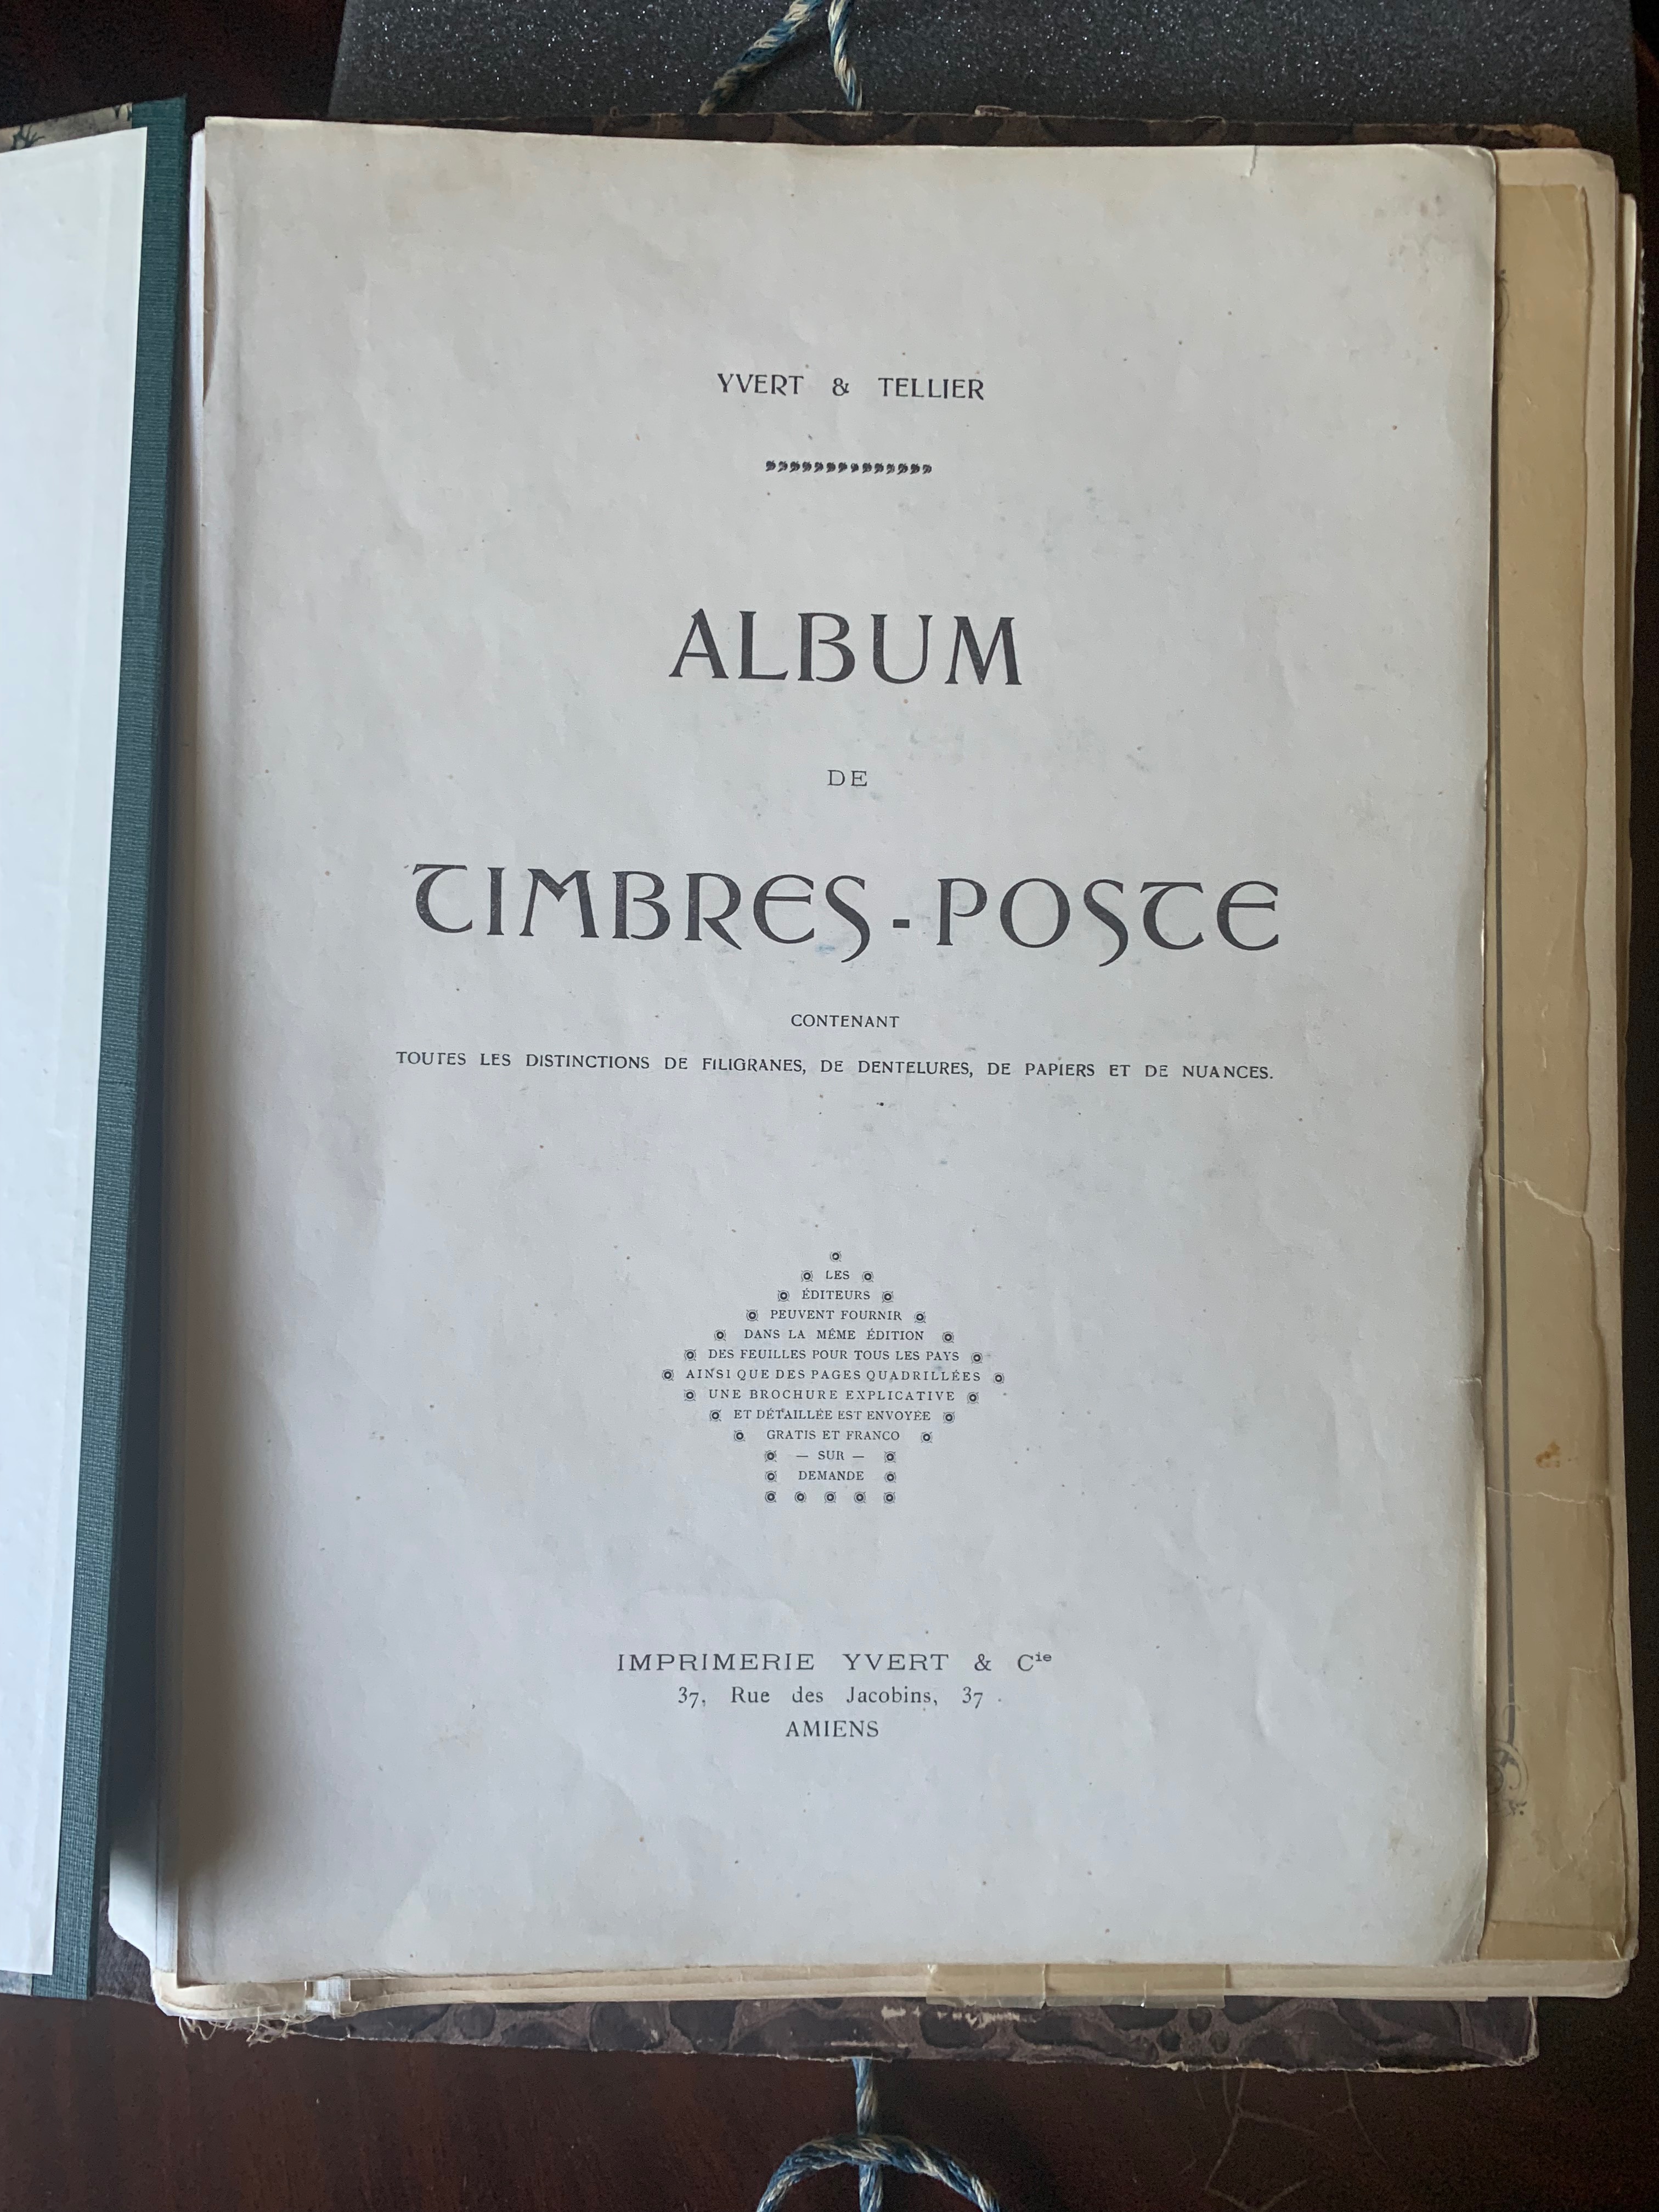 YVERT & TELLIER
ALBUM
DE
TIMBRES-POSTE
CONTENANT
TOUTES LES DISTINCTIONS DE FILIGRANES, DE DENTELURES, DE PAPIERS ET DE NUANCES.
LES
ÉDITEURS
PEUVENT FOURNIR
DANS LA MÊME ÉDITION
DES FEUILLES POUR TOUS LES PAYS
AINSI QUE DES PAGES QUADRILLÉES
UNE BROCHURE EXPLICATIVE
ET DÉTAILLÉE EST ENVOYÉE
GRATIS ET FRANCO
— SUR —
DEMANDE
IMPRIMERIE YVERT & Cie
37, Rue des Jacobins, 37
AMIENS